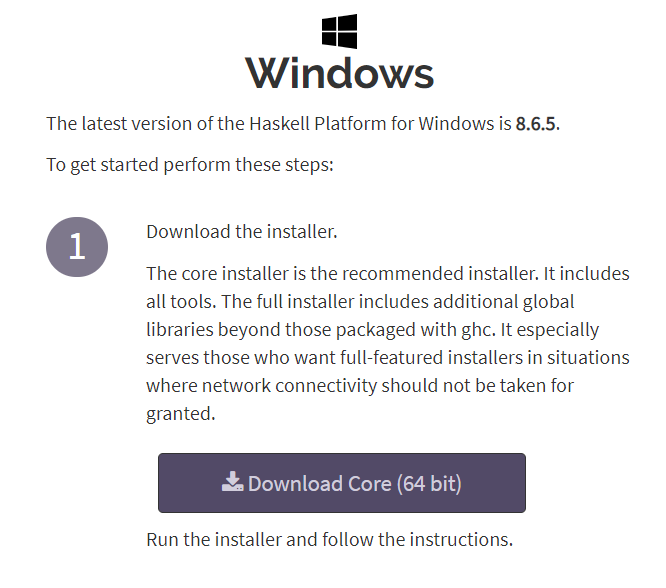 Windows
The latest version of the Haskell Platform for Windows is 8.6.5.
To get started perform these steps:
1
Download the installer.
The core installer is the recommended installer. It includes
all tools. The full installer includes additional global
libraries beyond those packaged with ghc. It especially
serves those who want full-featured installers in situations
where network connectivity should not be taken for
granted.
Download Core (64 bit)
Run the installer and follow the instructions.